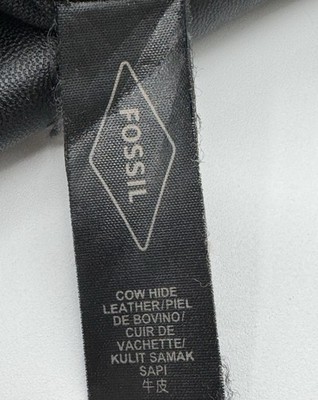 FOSSIL
COW HIDE
LEATHER/PIEL
DE BOVINO/
CUIR DE
VACHETTE/
KULIT SAMAK
SAPI
牛皮